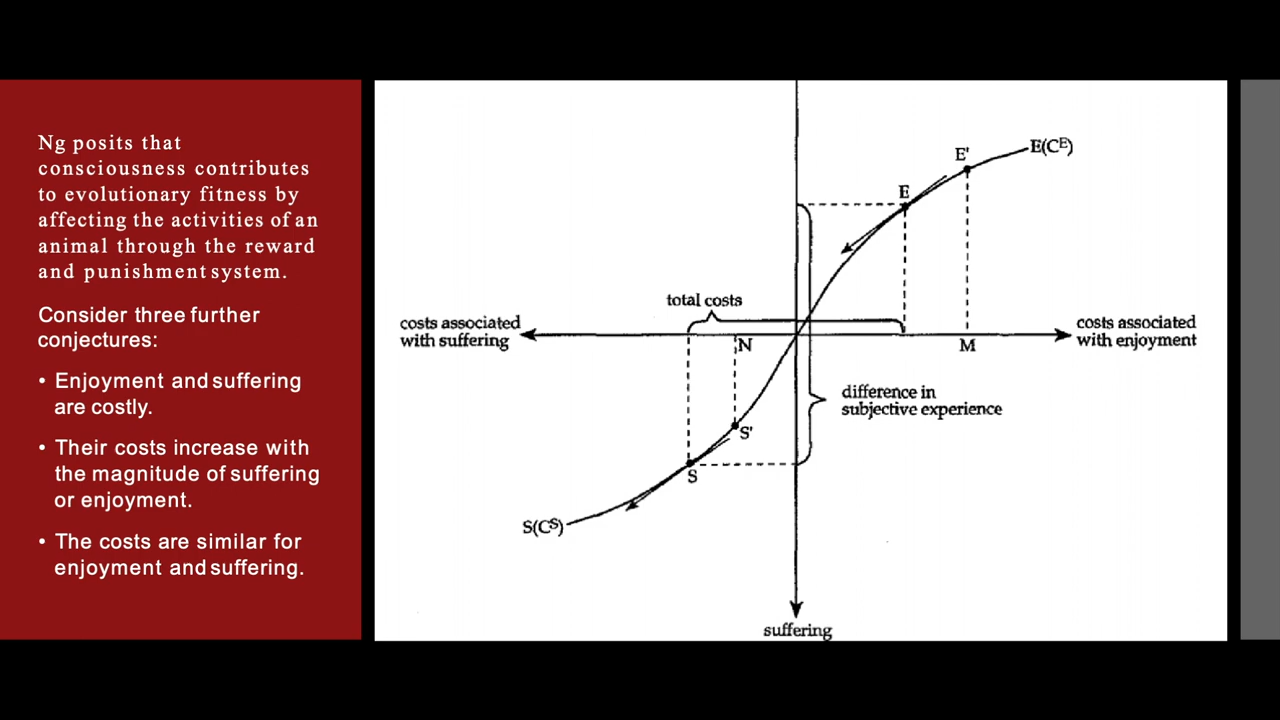 Ng posits that
consciousness contributes
to evolutionary fitness by
affecting the activities of an
animal through the reward
and punishment system.
Consider three further
conjectures:
• Enjoyment and suffering
are costly.
• Their costs increase with
the magnitude of suffering
or enjoyment.
• The costs are similar for
enjoyment and suffering.
E'
E(Cᴱ)
E
total costs
costs associated
with suffering
N
M
costs associated
with enjoyment
difference in
subjective experience
S'
S
S(Cˢ)
suffering